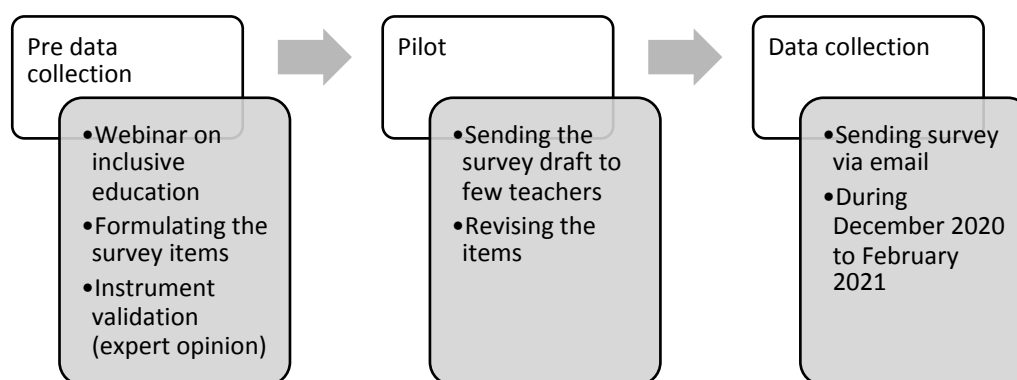 Pre data
collection
•Webinar on
inclusive
education
•Formulating the
survey items
•Instrument
validation
(expert opinion)
Pilot
•Sending the
survey draft to
few teachers
•Revising the
items
Data collection
•Sending survey
via email
•During
December 2020
to February
2021